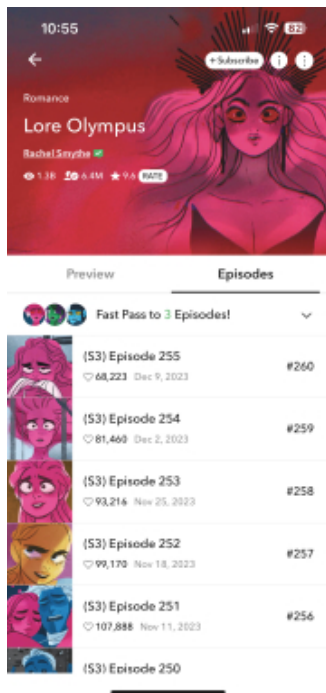 10:55
82
+ Subscribe
Romance
Lore Olympus
Rachel Smythe
1.3B 6.4M 9.6 RATE
Preview Episodes
Fast Pass to 3 Episodes!
(S3) Episode 255
68,223 Dec 9, 2023
#260
(S3) Episode 254
81,460 Dec 2, 2023
#259
(S3) Episode 253
93,216 Nov 25, 2023
#258
(S3) Episode 252
99,170 Nov 18, 2023
#257
(S3) Episode 251
107,888 Nov 11, 2023
#256
(S3) Episode 250